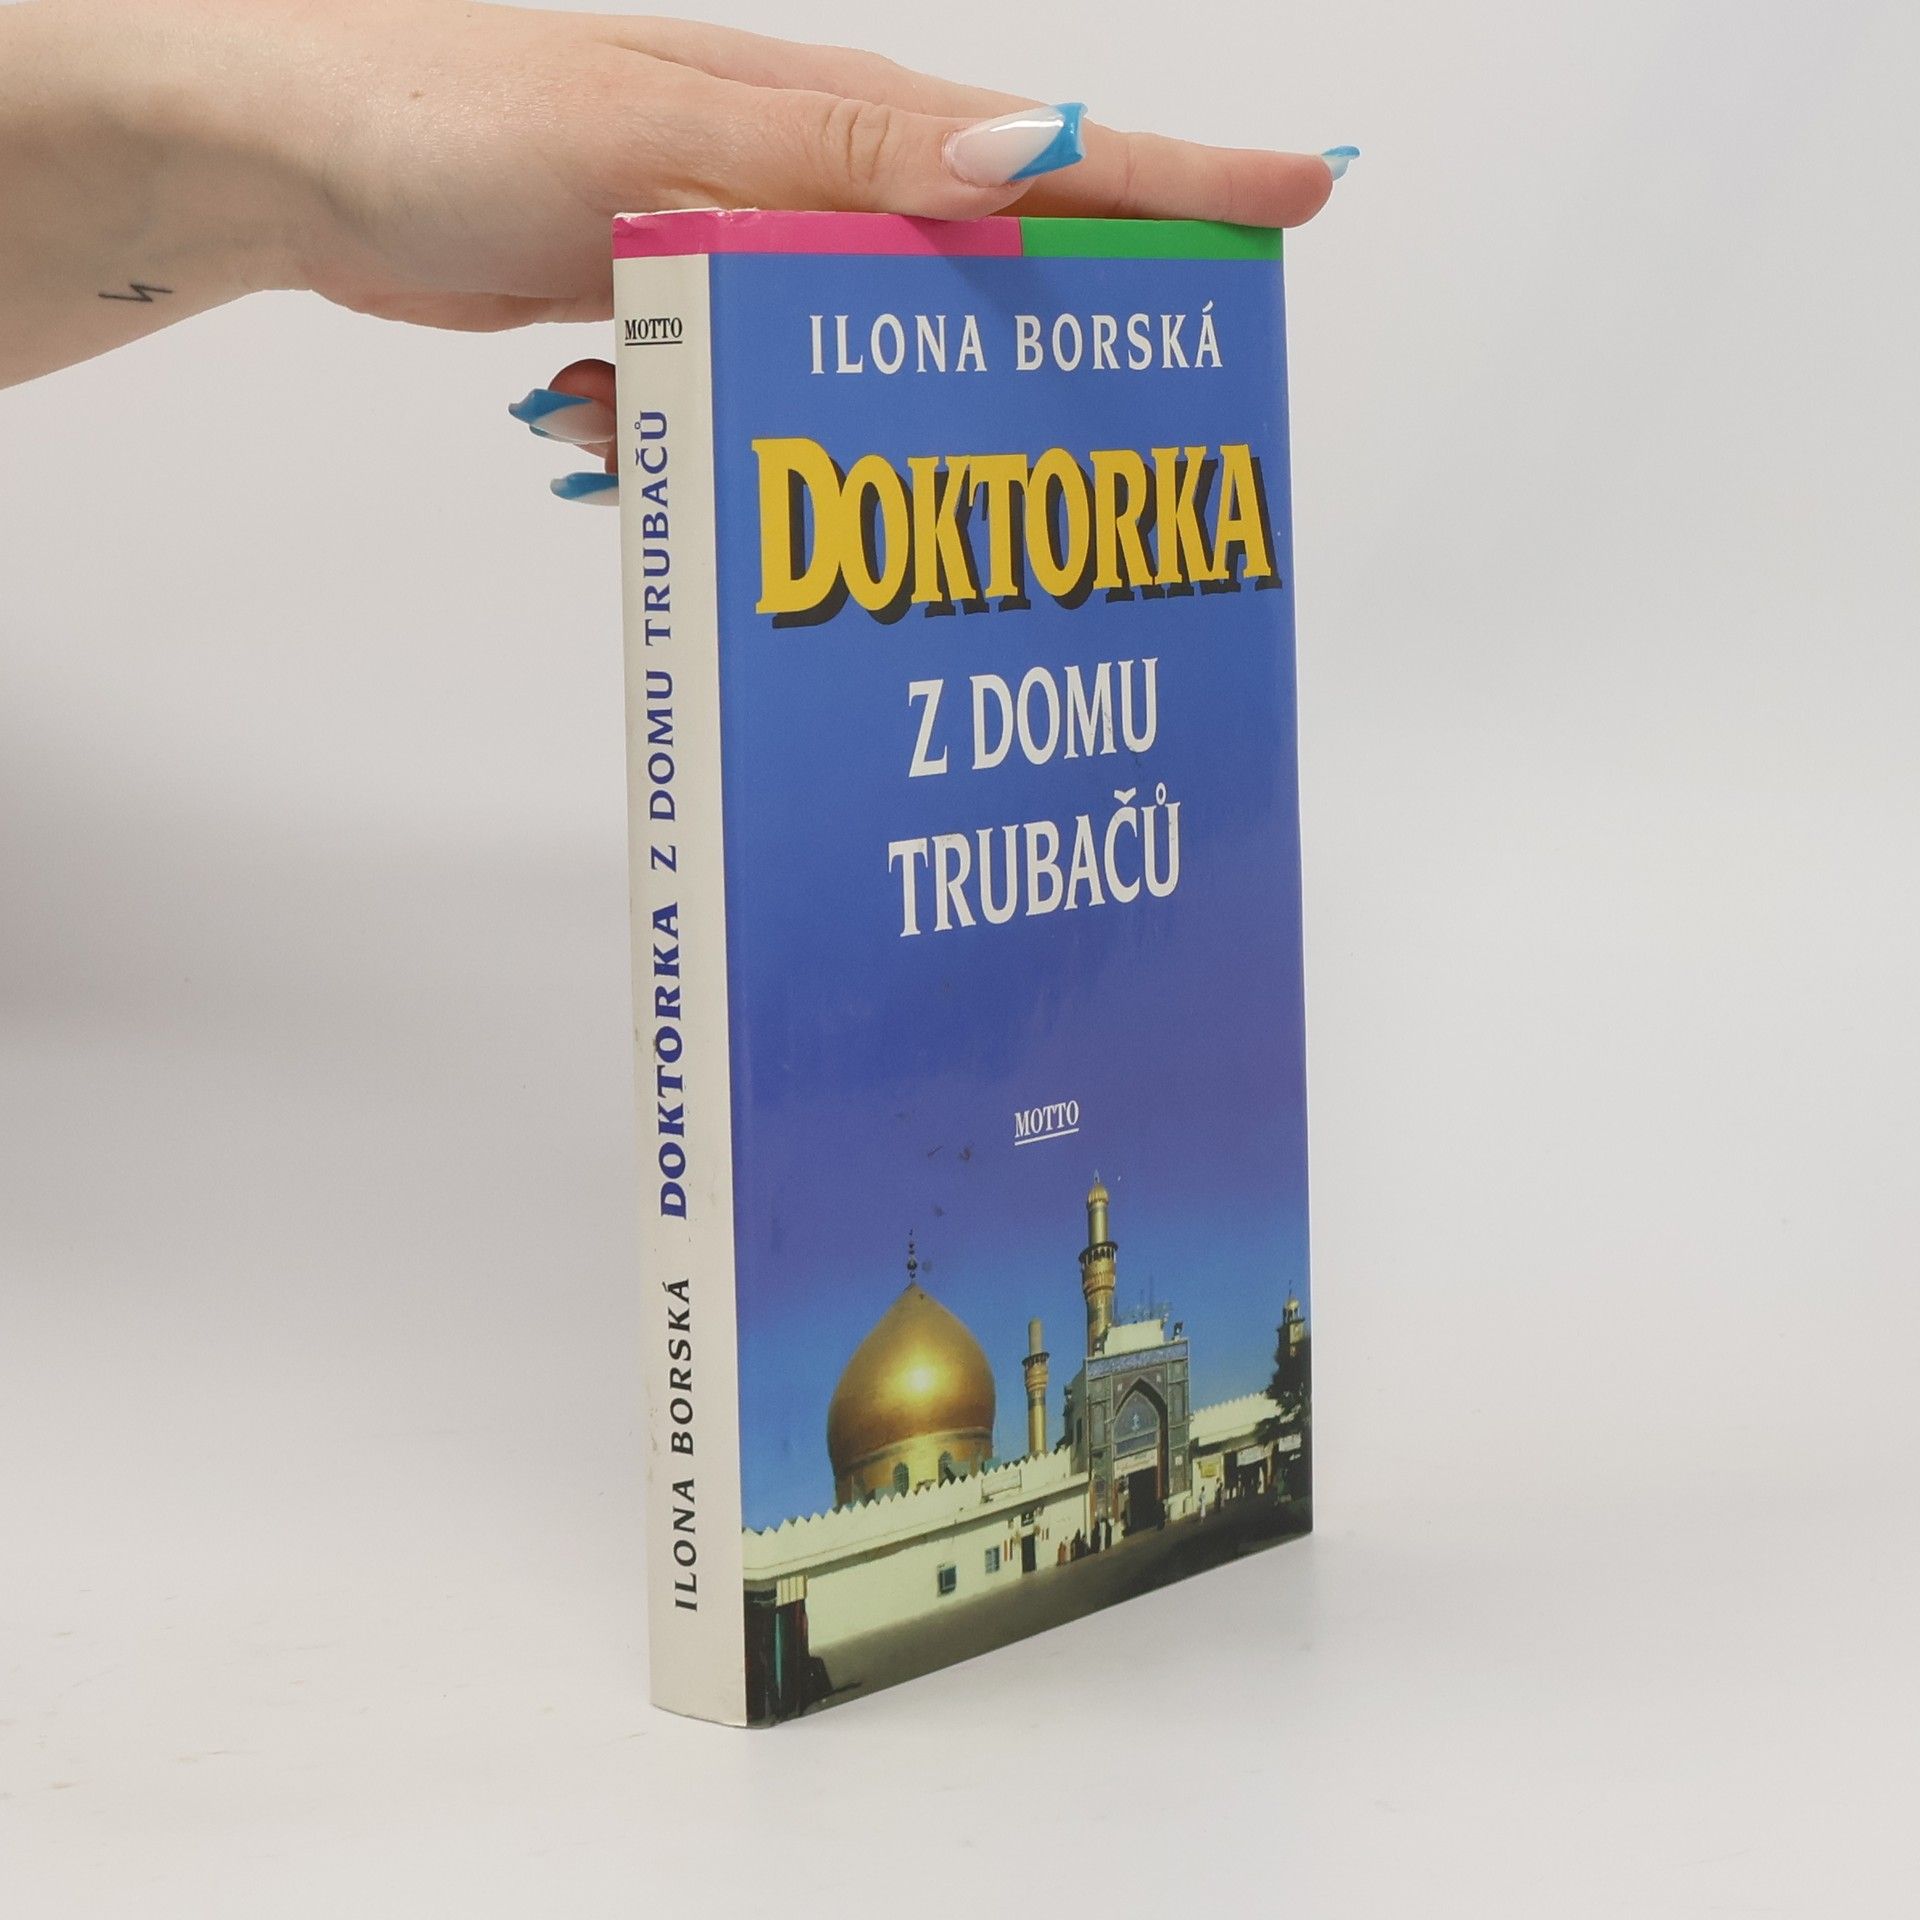 MOTTO
DOKTORKA Z DOMU TRUBAČŮ
ILONA BORSKÁ
ILONA BORSKÁ
DOKTORKA
Z DOMU
TRUBAČŮ
MOTTO